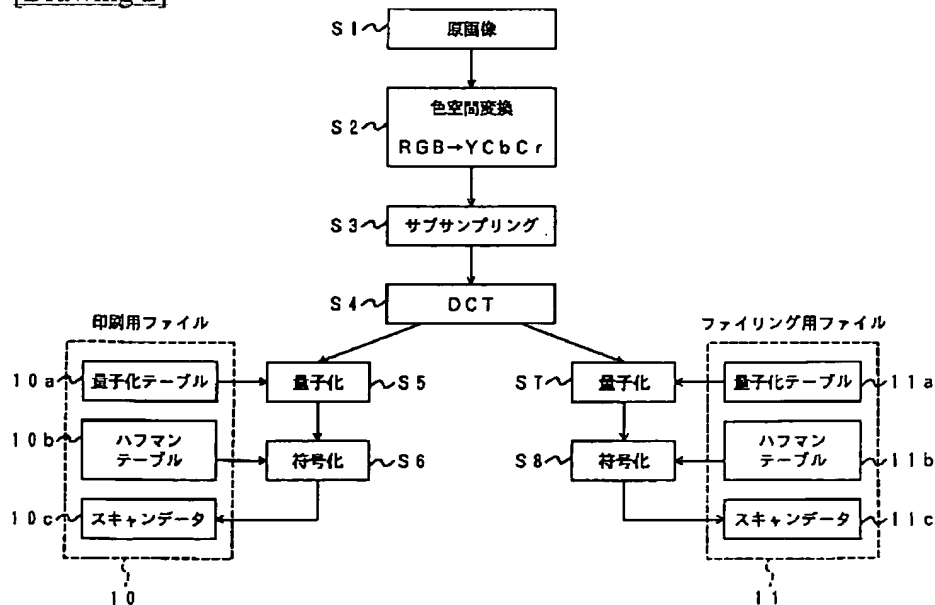 S1 原画像
S2 色空間変換
RGB→YCbCr
S3 サブサンプリング
S4 DCT
印刷用ファイル
ファイリング用ファイル
10a 量子化テーブル 量子化 S5
S7 量子化 量子化テーブル 11a
10b ハフマン
テーブル 符号化 S6
S8 符号化 ハフマン
テーブル 11b
10c スキャンデータ
スキャンデータ 11c
10
11